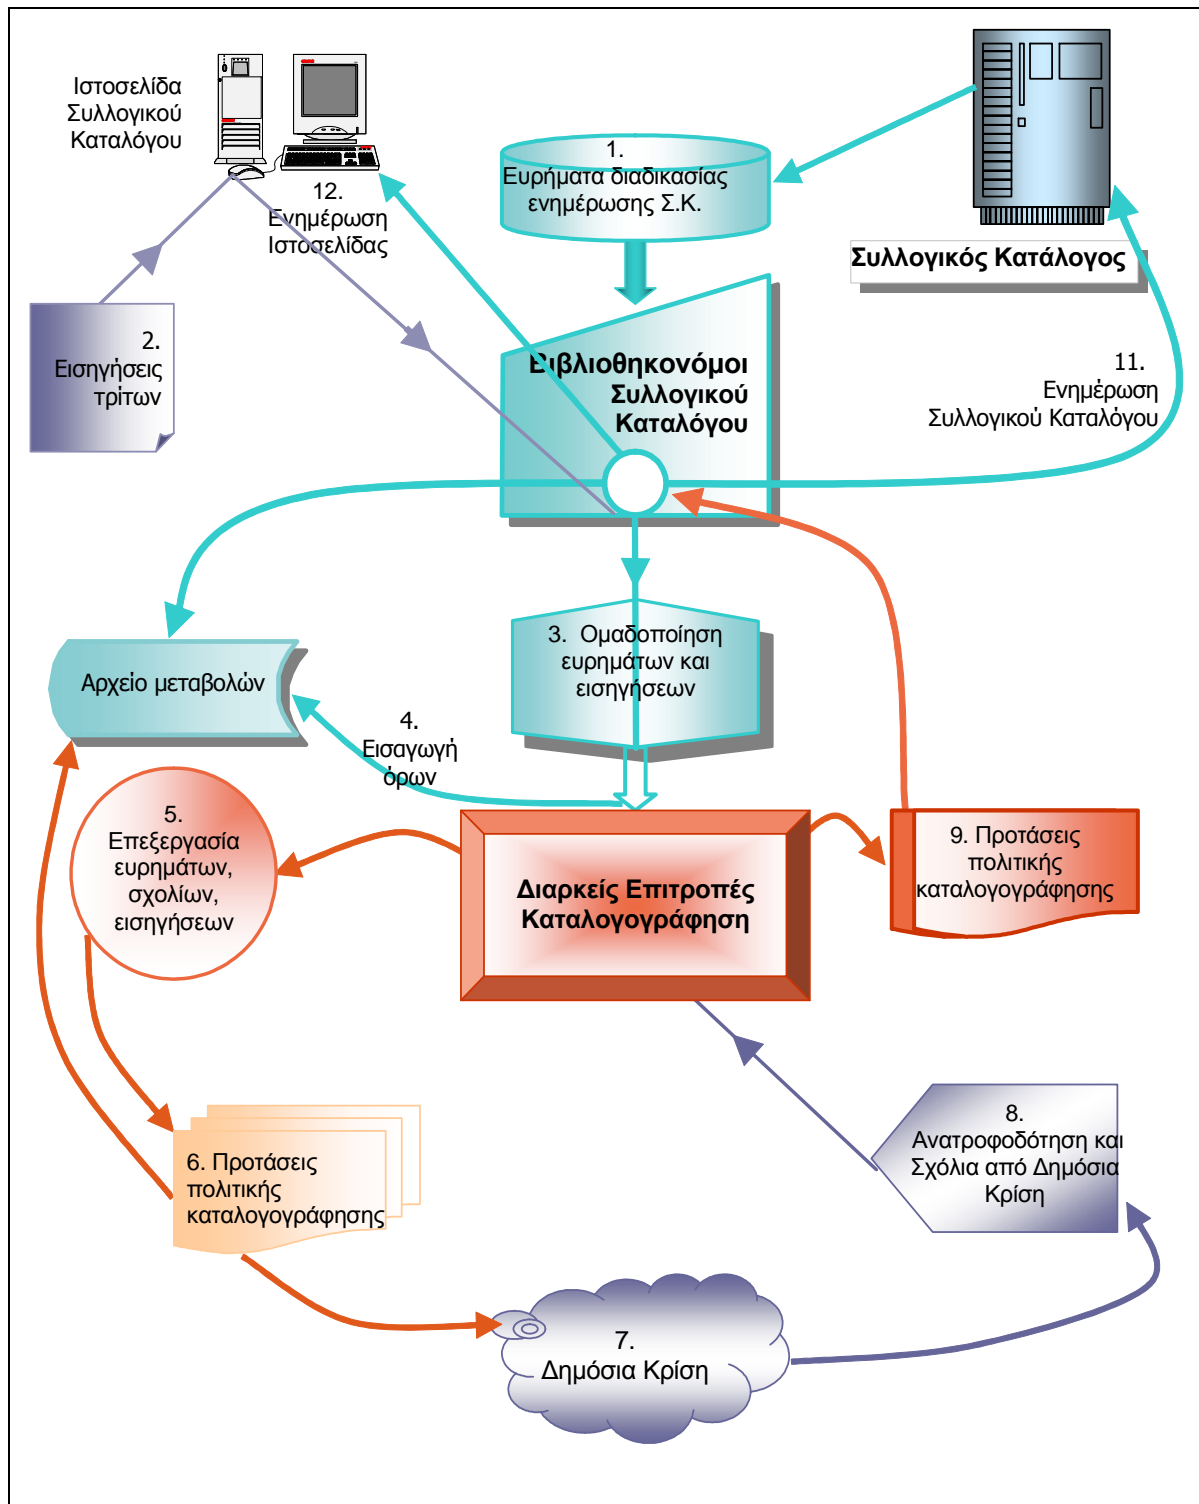 Ιστοσελίδα
Συλλογικού
Καταλόγου
12.
Ενημέρωση
Ιστοσελίδας
1.
Ευρήματα διαδικασίας
ενημέρωσης Σ.Κ.
Συλλογικός Κατάλογος
2.
Εισηγήσεις
τρίτων
Βιβλιοθηκονόμοι
Συλλογικού
Καταλόγου
11.
Ενημέρωση
Συλλογικού Καταλόγου
3. Ομαδοποίηση
ευρημάτων και
εισηγήσεων
Αρχείο μεταβολών
4.
Εισαγωγή
όρων
5.
Επεξεργασία
ευρημάτων,
σχολίων,
εισηγήσεων
Διαρκείς Επιτροπές
Καταλογογράφηση
9. Προτάσεις
πολιτικής
καταλογογράφησης
8.
Ανατροφοδότηση και
Σχόλια από Δημόσια
Κρίση
6. Προτάσεις
πολιτικής
καταλογογράφησης
7.
Δημόσια Κρίση